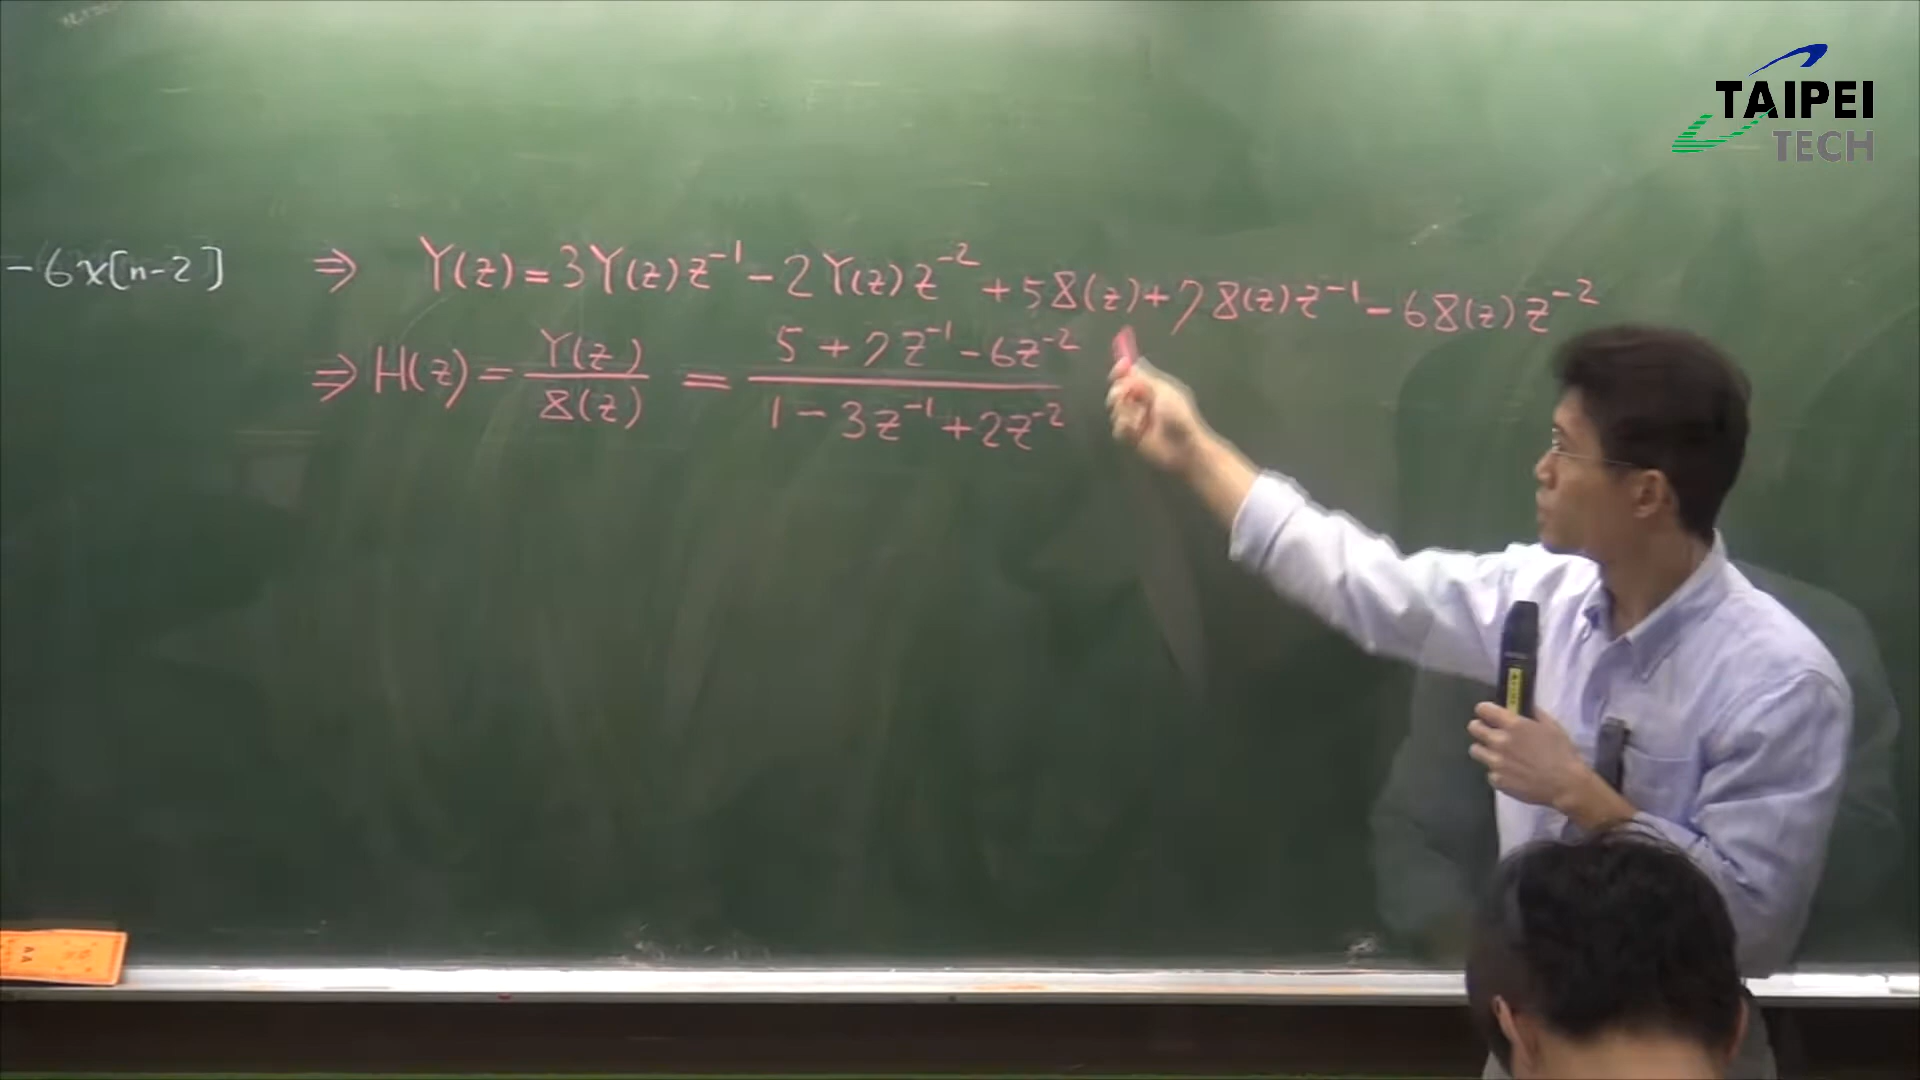 TAIPEI
TECH
-6x[n-2] ⇒ Y(z)=3Y(z)z⁻¹-2Y(z)z⁻²+5X(z)+7X(z)z⁻¹-6X(z)z⁻²
⇒ H(z)= Y(z)/X(z) = (5+7z⁻¹-6z⁻²)/(1-3z⁻¹+2z⁻²)